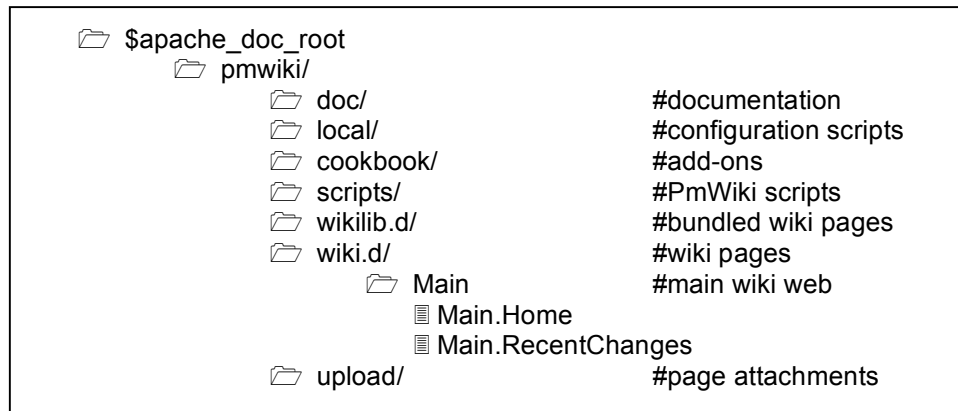 $apache_doc_root
pmwiki/
doc/ #documentation
local/ #configuration scripts
cookbook/ #add-ons
scripts/ #PmWiki scripts
wikilib.d/ #bundled wiki pages
wiki.d/ #wiki pages
Main #main wiki web
Main.Home
Main.RecentChanges
upload/ #page attachments